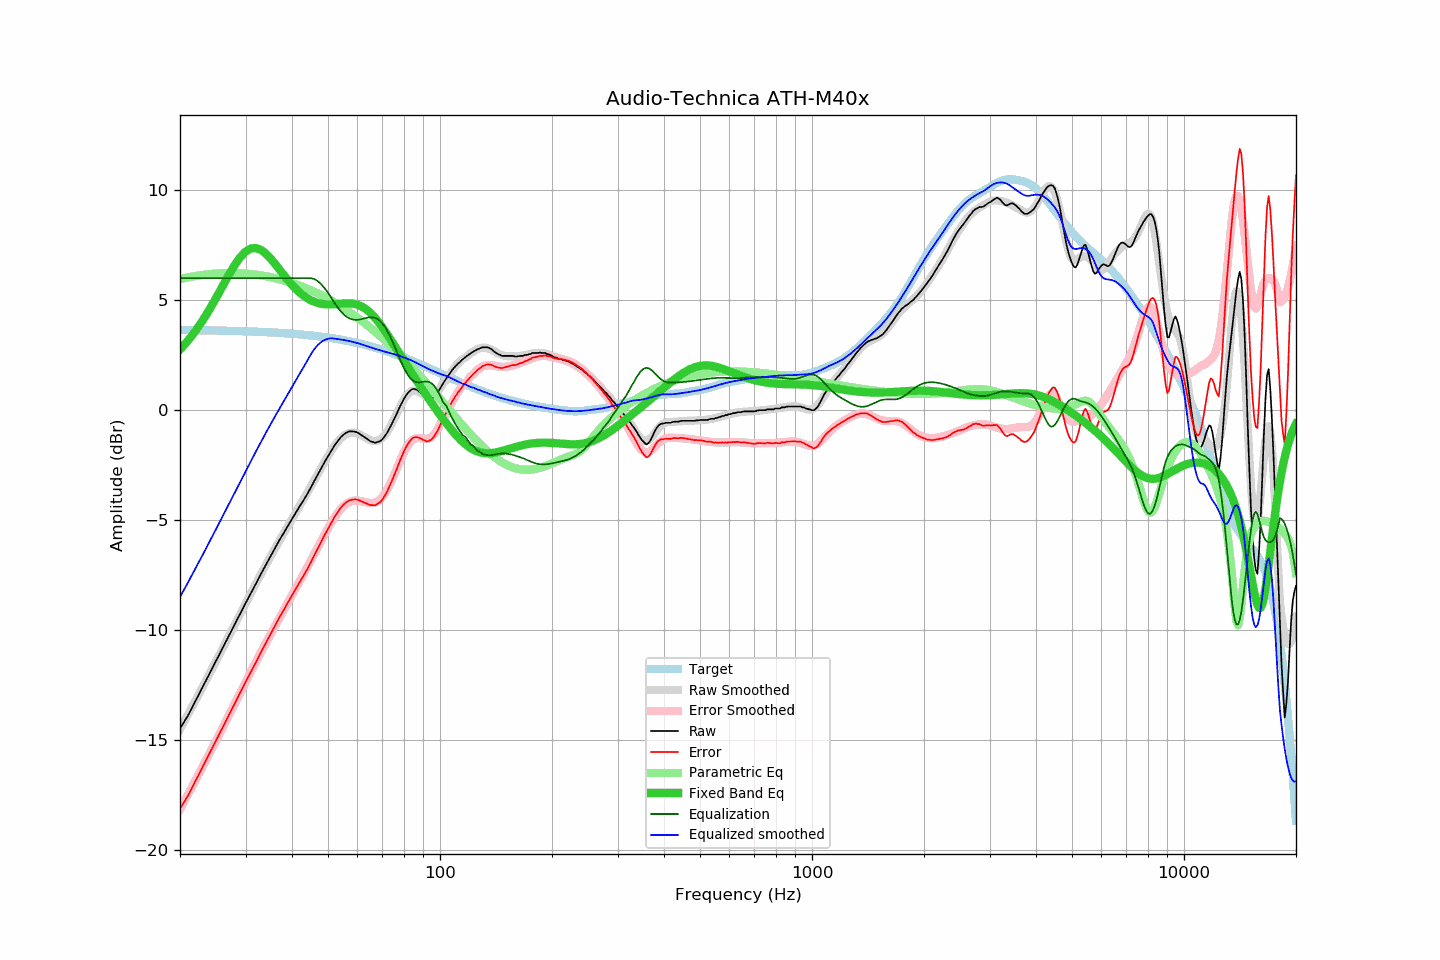 Audio-Technica ATH-M40x
Amplitude (dBr)
10
5
0
−5
−10
−15
−20
100
1000
10000
Frequency (Hz)
Target
Raw Smoothed
Error Smoothed
Raw
Error
Parametric Eq
Fixed Band Eq
Equalization
Equalized smoothed